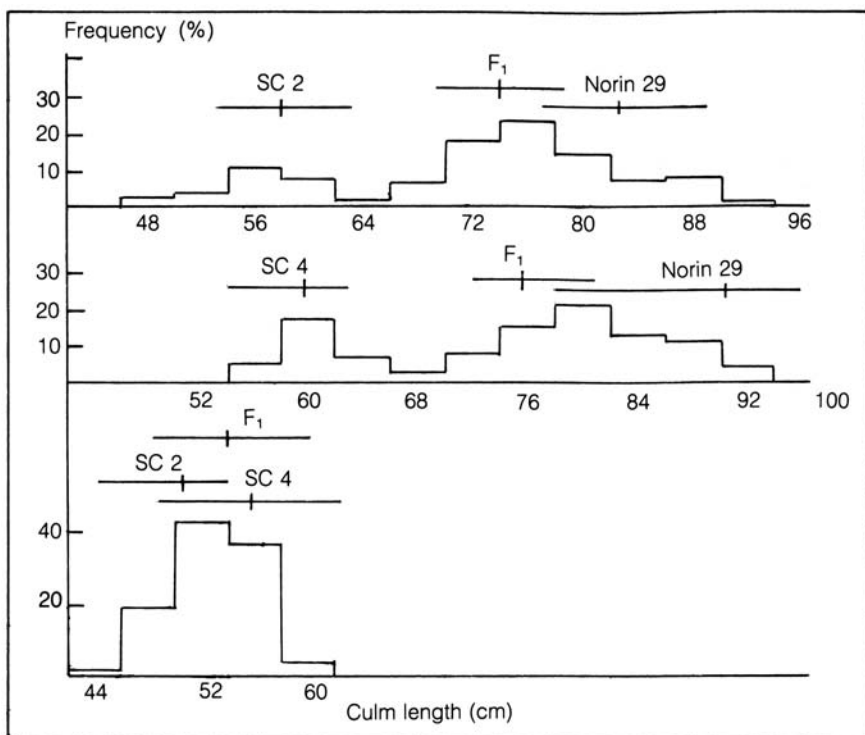 Frequency (%)
SC 2
F1
Norin 29
30
20
10
48 56 64 72 80 88 96
SC 4
F1
Norin 29
30
20
10
52 60 68 76 84 92 100
F1
SC 2
SC 4
40
20
44 52 60
Culm length (cm)